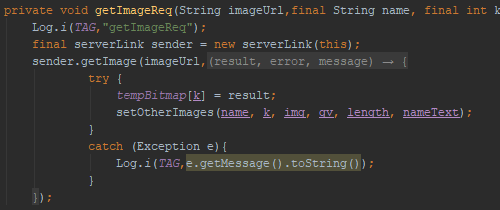 private void getImageReq(String imageUrl,final String name, final int k
Log.i(TAG,"getImageReq");
final serverLink sender = new serverLink(this);
sender.getImage(imageUrl,(result, error, message) → {
try {
tempBitmap[k] = result;
setOtherImages(name, k, img, gv, length, nameText);
}
catch (Exception e){
Log.i(TAG,e.getMessage().toString());
}
});